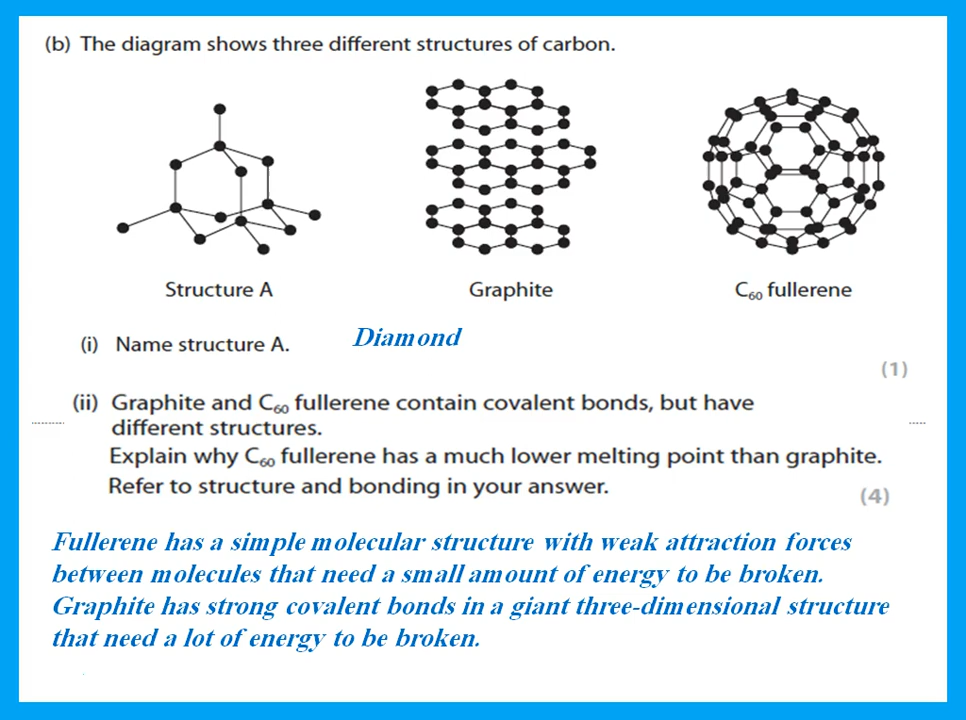 (b) The diagram shows three different structures of carbon.
Structure A
Graphite
C₆₀ fullerene
(i) Name structure A.
Diamond
(1)
(ii) Graphite and C₆₀ fullerene contain covalent bonds, but have
different structures.
Explain why C₆₀ fullerene has a much lower melting point than graphite.
Refer to structure and bonding in your answer.
(4)
Fullerene has a simple molecular structure with weak attraction forces
between molecules that need a small amount of energy to be broken.
Graphite has strong covalent bonds in a giant three-dimensional structure
that need a lot of energy to be broken.